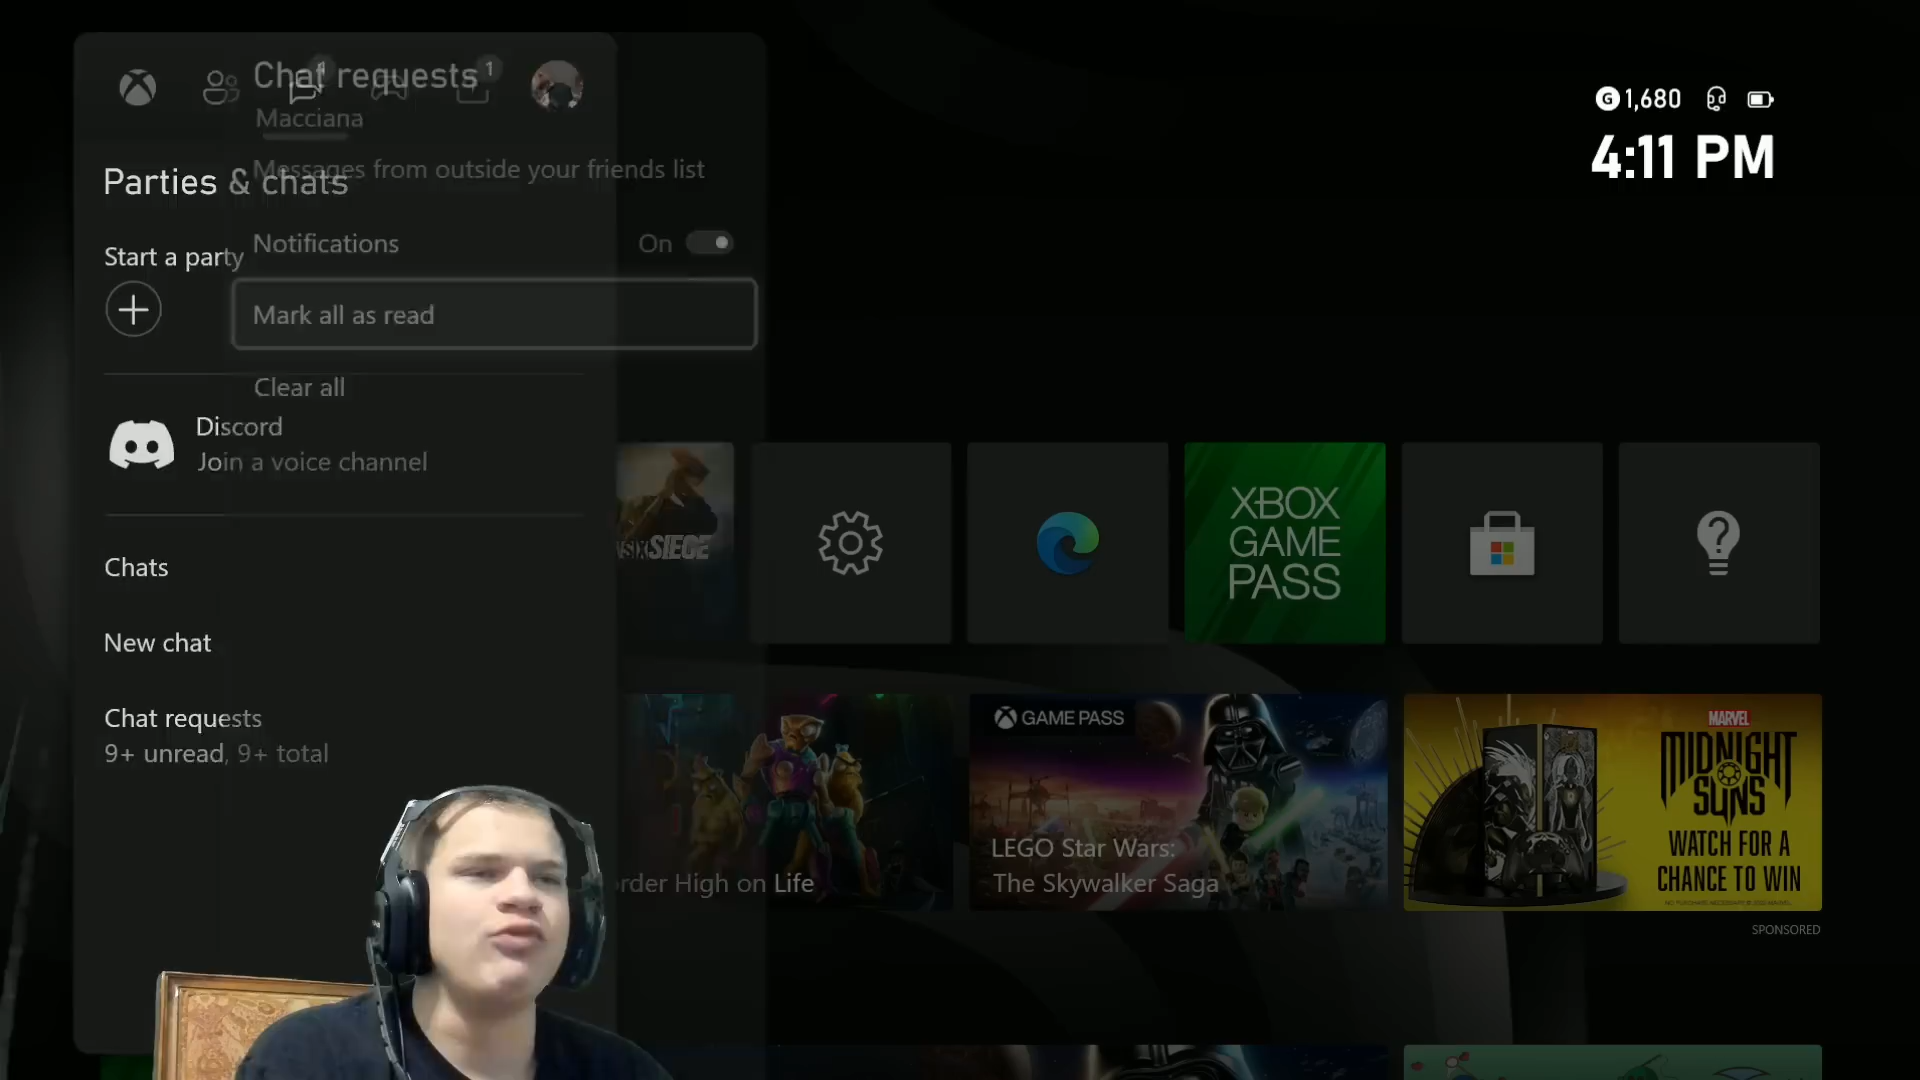 Chat requests
1
Macciana
Messages from outside your friends list
Parties & chats
Notifications
On
Start a party
Mark all as read
Clear all
Discord
Join a voice channel
Chats
New chat
Chat requests
9+ unread, 9+ total
G 1,680
4:11 PM
SIX SIEGE
XBOX
GAME
PASS
order High on Life
GAME PASS
LEGO Star Wars:
The Skywalker Saga
MARVEL
MIDNIGHT
SUNS
WATCH FOR A
CHANCE TO WIN
SPONSORED